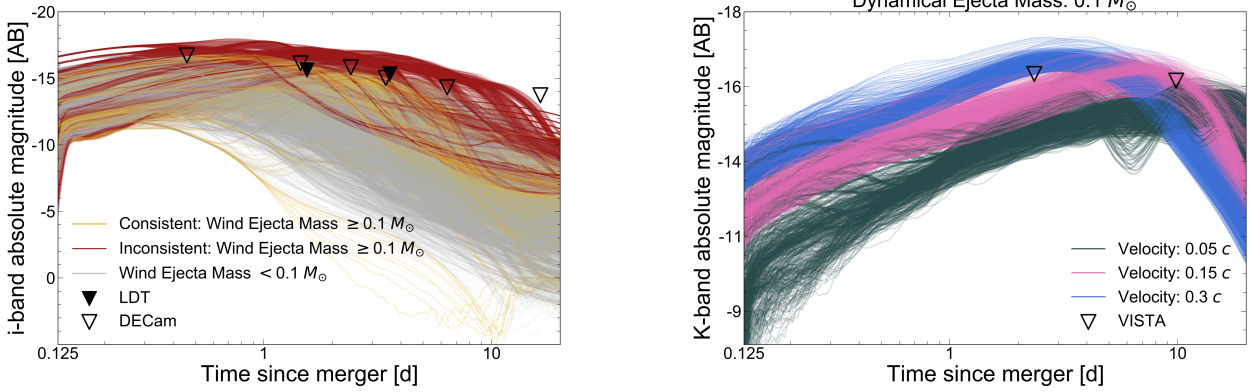 Dynamical Ejecta Mass: 0.1 M⊙
-20
-15
-10
-5
0
i-band absolute magnitude [AB]
Consistent: Wind Ejecta Mass ≥ 0.1 M⊙
Inconsistent: Wind Ejecta Mass ≥ 0.1 M⊙
Wind Ejecta Mass < 0.1 M⊙
LDT
DECam
0.125
1
10
Time since merger [d]
-18
-16
-14
-11
-9
K-band absolute magnitude [AB]
Velocity: 0.05 c
Velocity: 0.15 c
Velocity: 0.3 c
VISTA
0.125
1
10
Time since merger [d]